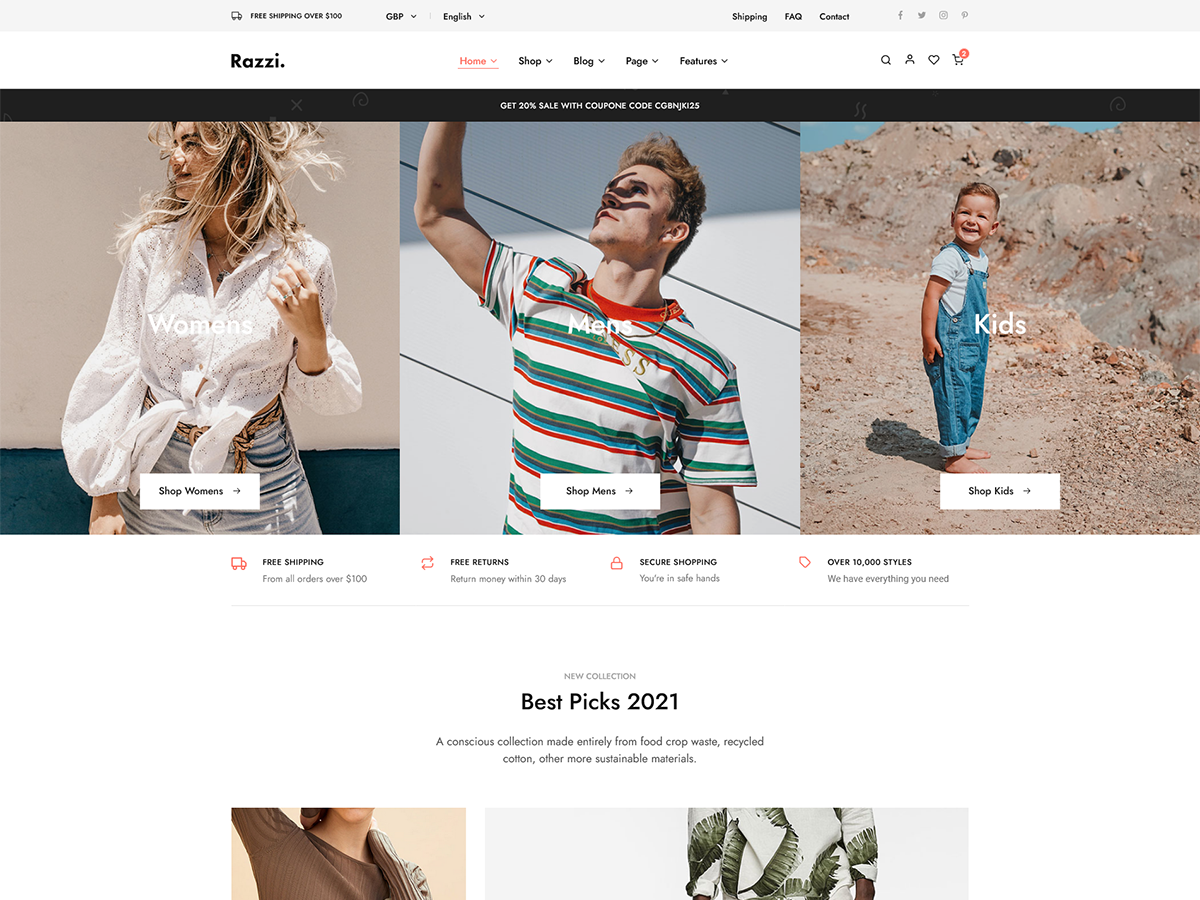 FREE SHIPPING OVER $100
GBP
English
Shipping
FAQ
Contact
Razzi.
Home
Shop
Blog
Page
Features
2
GET 20% SALE WITH COUPONE CODE CGBNJKI25
Womens
Mens
Kids
Shop Womens
Shop Mens
Shop Kids
FREE SHIPPING
From all orders over $100
FREE RETURNS
Return money within 30 days
SECURE SHOPPING
You're in safe hands
OVER 10,000 STYLES
We have everything you need
NEW COLLECTION
Best Picks 2021
A conscious collection made entirely from food crop waste, recycled
cotton, other more sustainable materials.